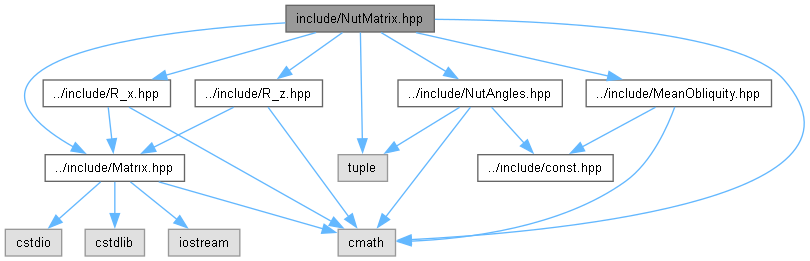 include/NutMatrix.hpp
../include/R_x.hpp
../include/R_z.hpp
../include/NutAngles.hpp
../include/MeanObliquity.hpp
../include/Matrix.hpp
tuple
../include/const.hpp
cstdio
cstdlib
iostream
cmath